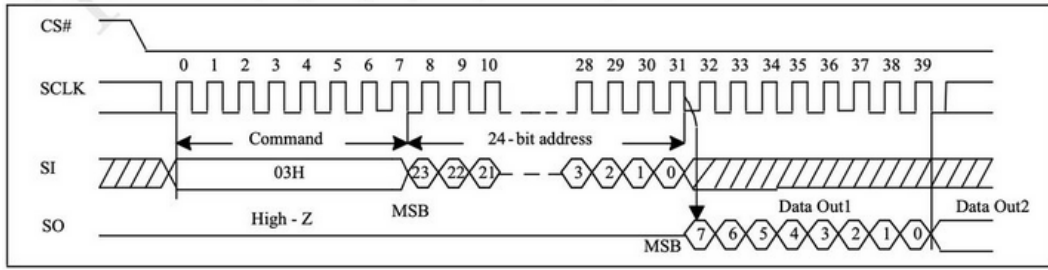 CS#
0 1 2 3 4 5 6 7 8 9 10 28 29 30 31 32 33 34 35 36 37 38 39
SCLK
Command 24-bit address
SI 03H 23 22 21 3 2 1 0
High - Z MSB Data Out1 Data Out2
SO MSB 7 6 5 4 3 2 1 0